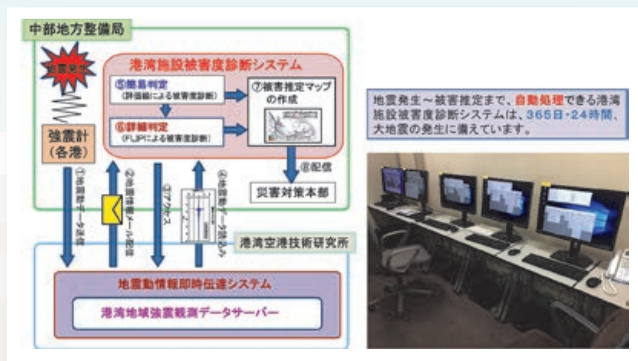 中部地方整備局
地震発生
強震計
(各港)
港湾施設被害度診断システム
⑤簡易判定
(評価線による被害度診断)
⑥詳細判定
(FLIPによる被害度診断)
⑦被害推定マップ
の作成
⑧配信
災害対策本部
①地震動データ送信
②地震情報メール配信
③アクセス
④地震動データ読込み
港湾空港技術研究所
地震動情報即時伝達システム
港湾地域強震観測データサーバー
地震発生～被害推定まで、自動処理できる港湾
施設被害度診断システムは、365日・24時間、
大地震の発生に備えています。